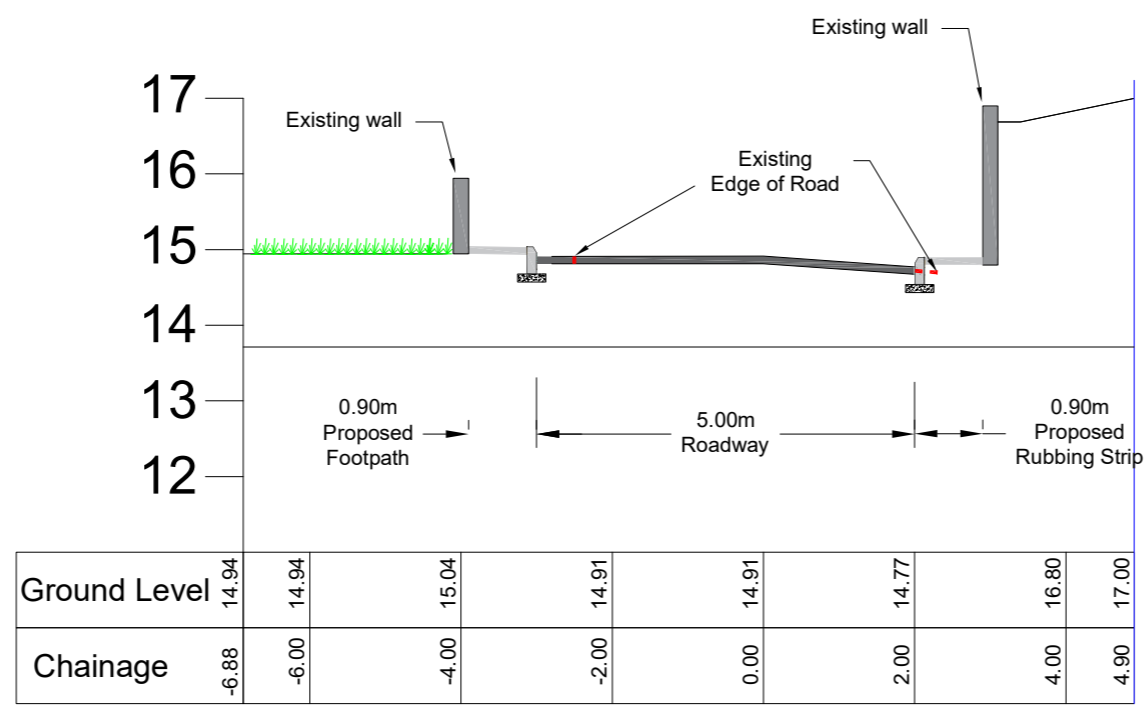 Existing wall
17
Existing wall
16
Existing
Edge of Road
15
14
13
0.90m
Proposed
Footpath
5.00m
Roadway
0.90m
Proposed
Rubbing Strip
12
Ground Level 14.94 14.94 15.04 14.91 14.91 14.77 16.80 17.00
Chainage -6.88 -6.00 -4.00 -2.00 0.00 2.00 4.00 4.90